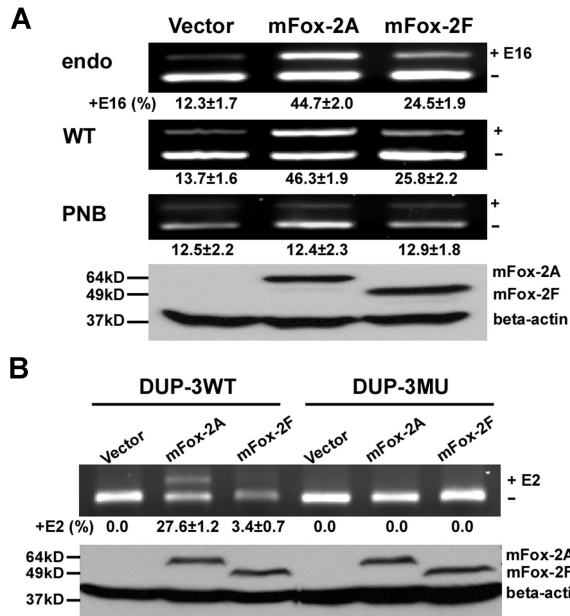 A
Vector mFox-2A mFox-2F
endo + E16
–
+E16 (%) 12.3±1.7 44.7±2.0 24.5±1.9
WT +
–
13.7±1.6 46.3±1.9 25.8±2.2
PNB +
–
12.5±2.2 12.4±2.3 12.9±1.8
64kD mFox-2A
49kD mFox-2F
37kD beta-actin
B
DUP-3WT DUP-3MU
Vector mFox-2A mFox-2F Vector mFox-2A mFox-2F
+ E2
–
+E2 (%) 0.0 27.6±1.2 3.4±0.7 0.0 0.0 0.0
64kD mFox-2A
49kD mFox-2F
37kD beta-actin